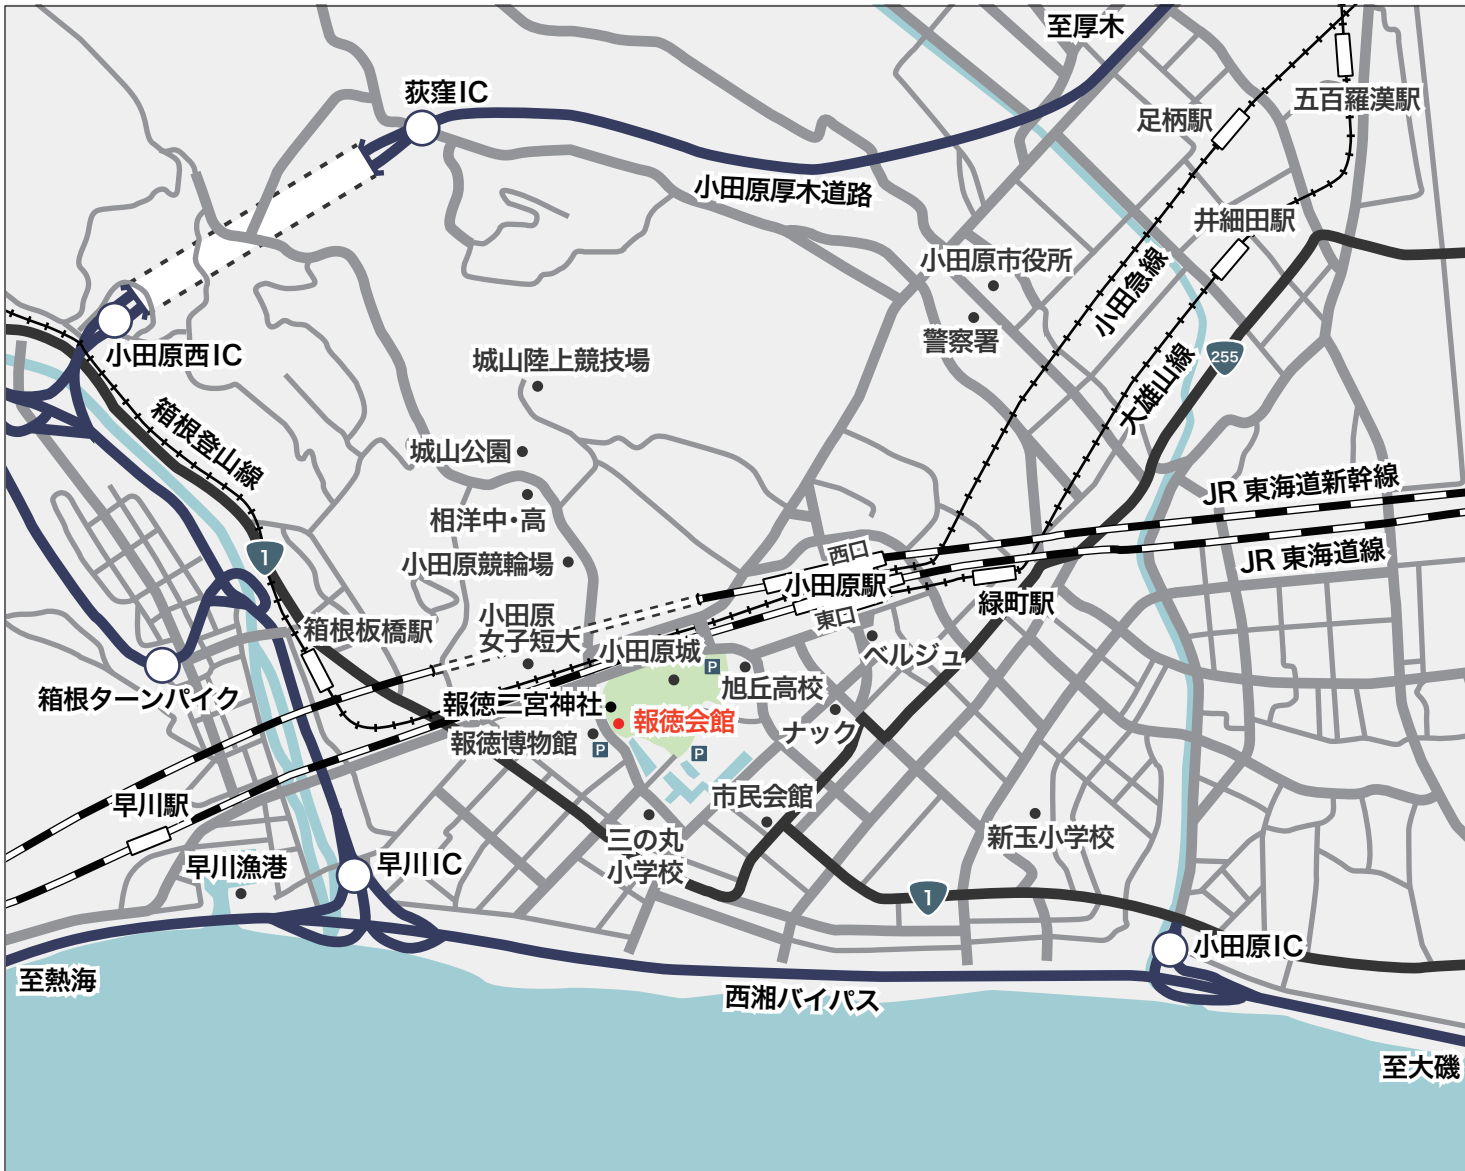 至厚木
荻窪IC
五百羅漢駅
足柄駅
小田原厚木道路
井細田駅
小田原市役所
小田急線
警察署
255
小田原西IC
城山陸上競技場
大雄山線
箱根登山線
城山公園
JR 東海道新幹線
相洋中・高
JR 東海道線
1
西口
小田原競輪場
小田原駅
緑町駅
東口
小田原
女子短大
箱根板橋駅
小田原城
P
ベルジュ
旭丘高校
箱根ターンパイク
報徳二宮神社
報徳会館
ナック
報徳博物館
P
P
市民会館
早川駅
三の丸
小学校
新玉小学校
早川漁港
早川IC
1
小田原IC
至熱海
西湘バイパス
至大磯